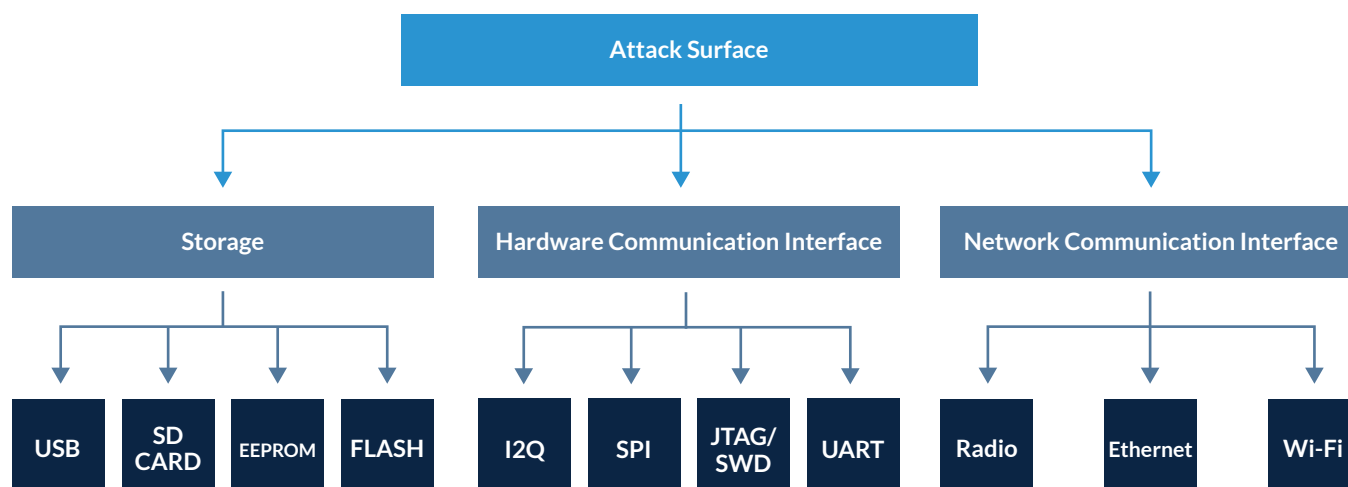 Attack Surface
Storage
Hardware Communication Interface
Network Communication Interface
USB
SD
CARD
EEPROM
FLASH
I2Q
SPI
JTAG/
SWD
UART
Radio
Ethernet
Wi-Fi